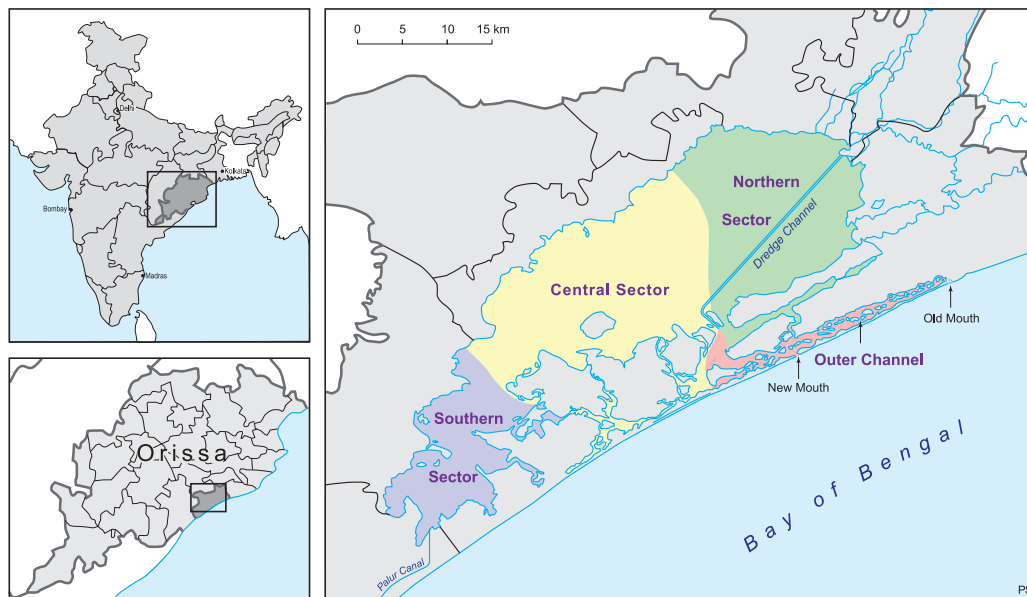 Delhi
Kolkata
Bombay
Madras
Orissa
0 5 10 15 km
Northern
Sector
Dredge Channel
Central Sector
Old Mouth
Outer Channel
New Mouth
Southern
Sector
Palur Canal
Bay of Bengal